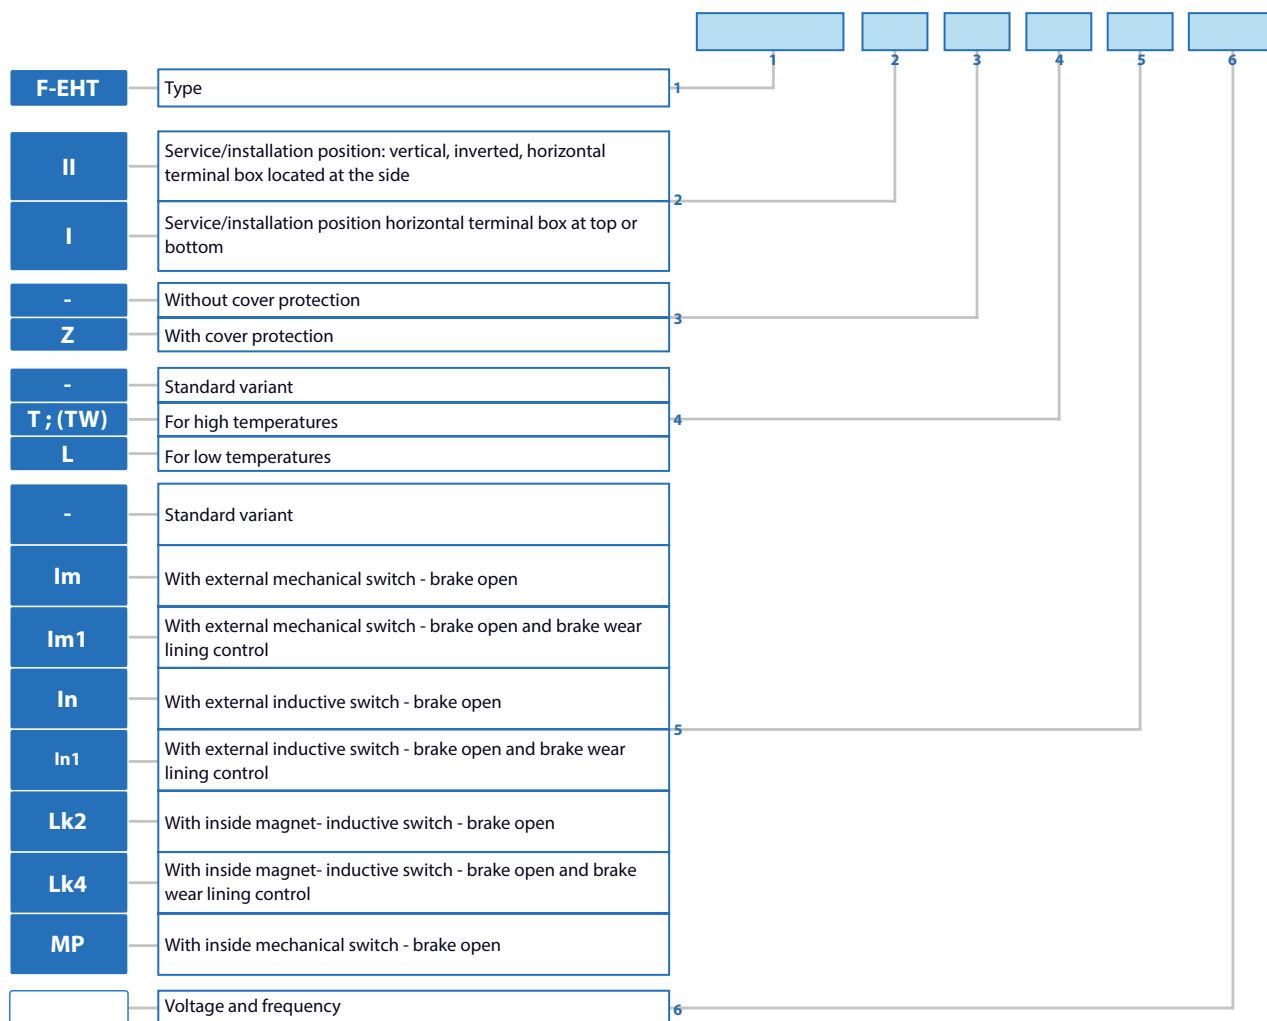 1 2 3 4 5 6
F-EHT Type 1
II Service/installation position: vertical, inverted, horizontal
terminal box located at the side
2
I Service/installation position horizontal terminal box at top or
bottom
- Without cover protection
3
Z With cover protection
- Standard variant
T ; (TW) For high temperatures 4
L For low temperatures
- Standard variant
Im With external mechanical switch - brake open
Im1 With external mechanical switch - brake open and brake wear
lining control
In With external inductive switch - brake open
5
In1 With external inductive switch - brake open and brake wear
lining control
Lk2 With inside magnet- inductive switch - brake open
Lk4 With inside magnet- inductive switch - brake open and brake
wear lining control
MP With inside mechanical switch - brake open
Voltage and frequency 6